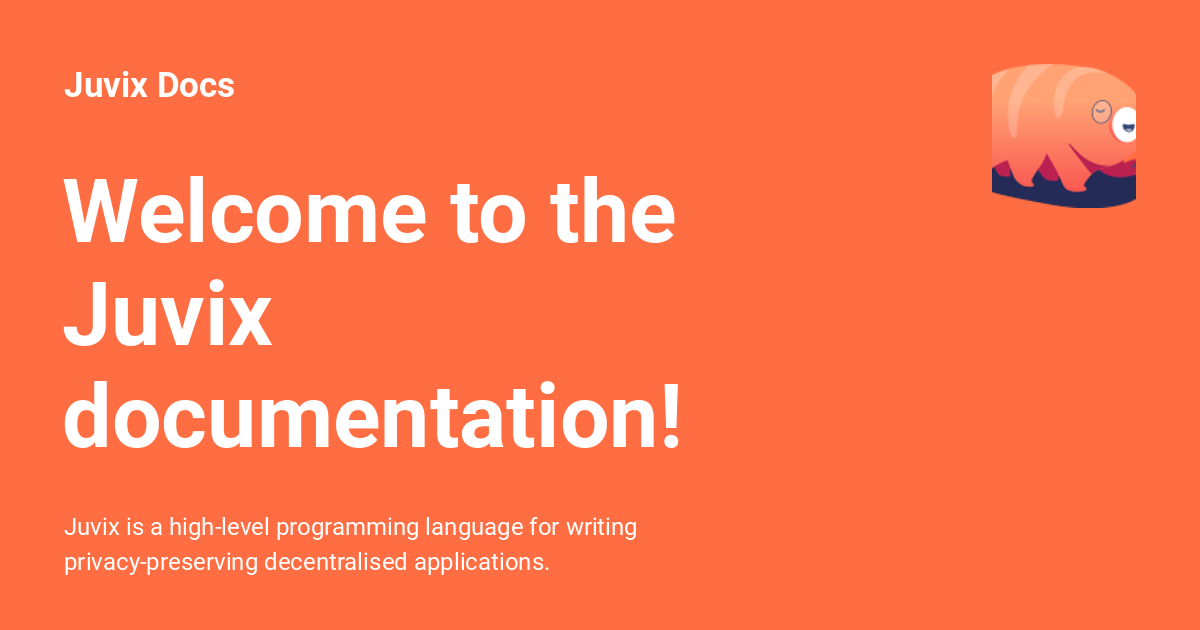 Juvix Docs
Welcome to the
Juvix
documentation!
Juvix is a high-level programming language for writing
privacy-preserving decentralised applications.